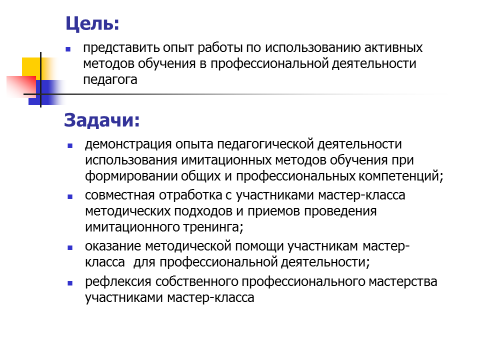 Цель:
представить опыт работы по использованию активных
методов обучения в профессиональной деятельности
педагога
Задачи:
демонстрация опыта педагогической деятельности
использования имитационных методов обучения при
формировании общих и профессиональных компетенций;
совместная отработка с участниками мастер-класса
методических подходов и приемов проведения
имитационного тренинга;
оказание методической помощи участникам мастер-
класса для профессиональной деятельности;
рефлексия собственного профессионального мастерства
участниками мастер-класса